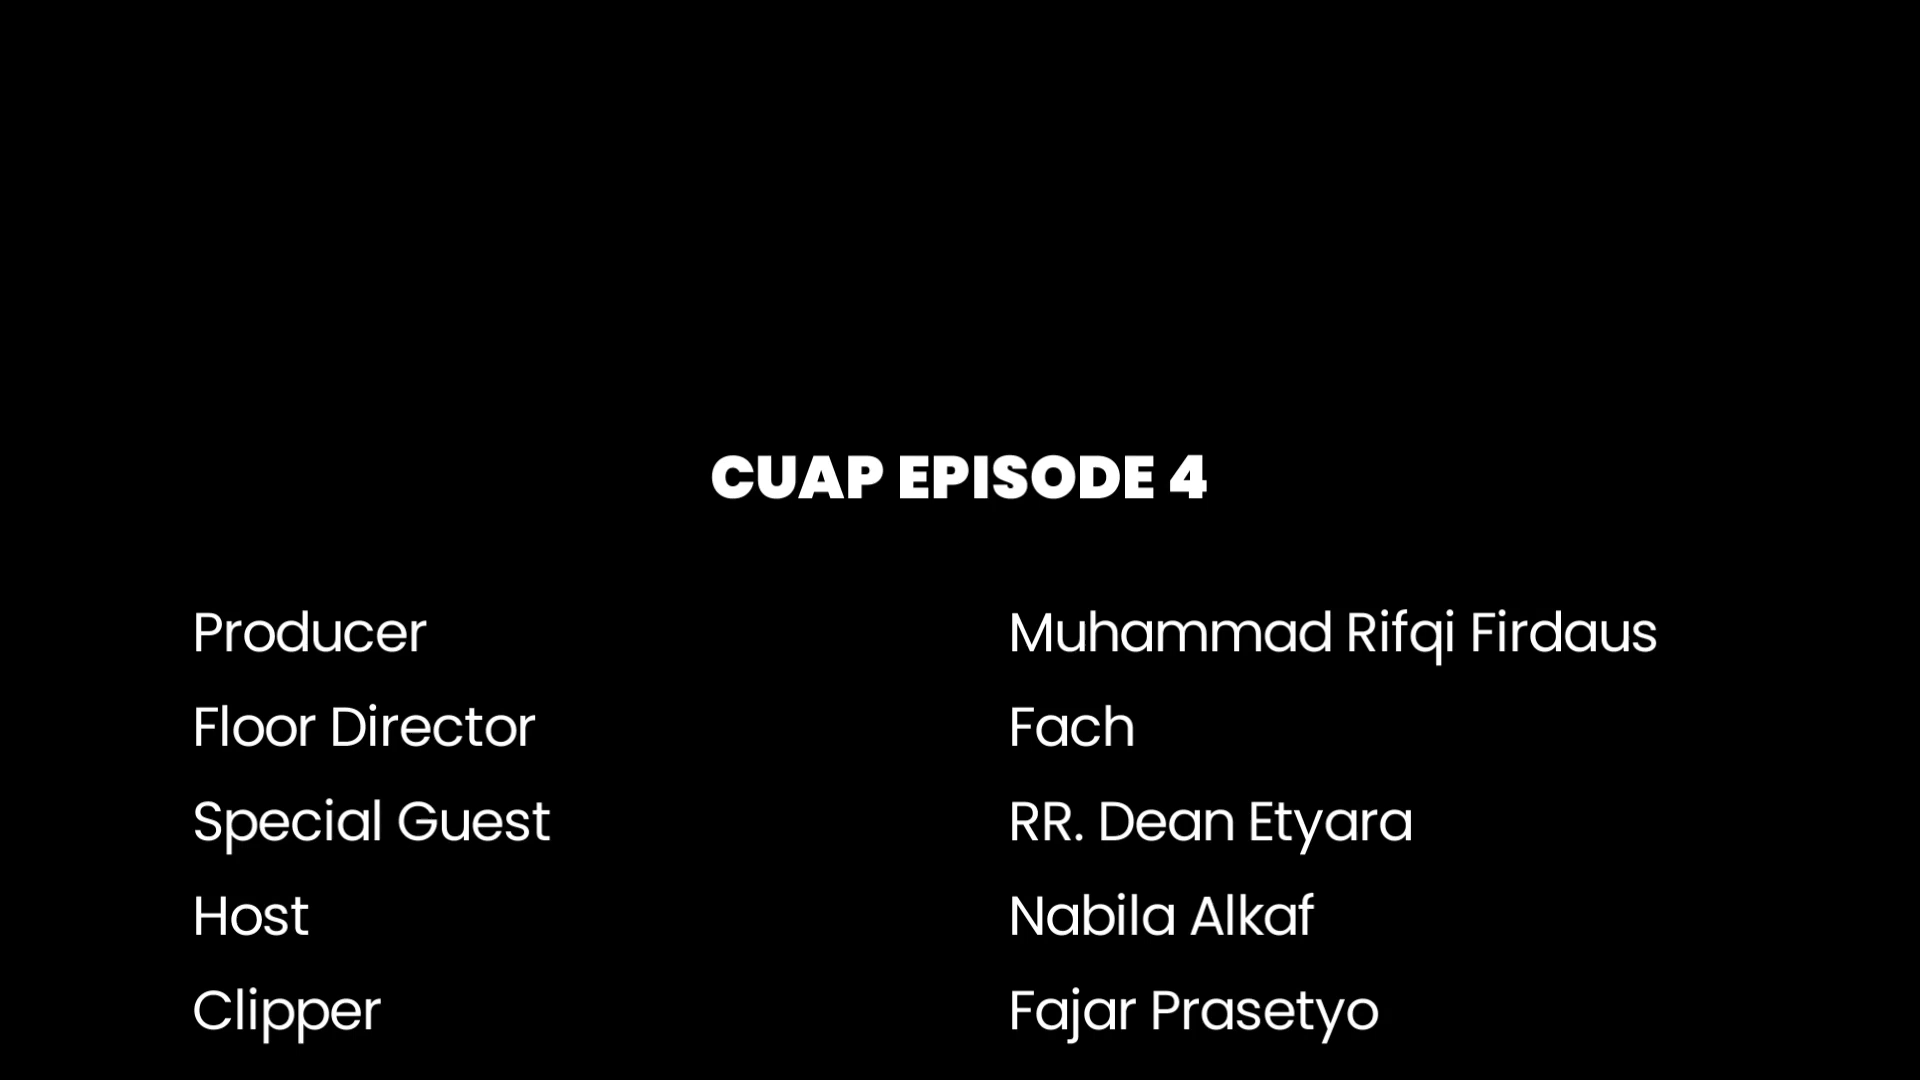 CUAP EPISODE 4
Producer Muhammad Rifqi Firdaus
Floor Director Fach
Special Guest RR. Dean Etyara
Host Nabila Alkaf
Clipper Fajar Prasetyo